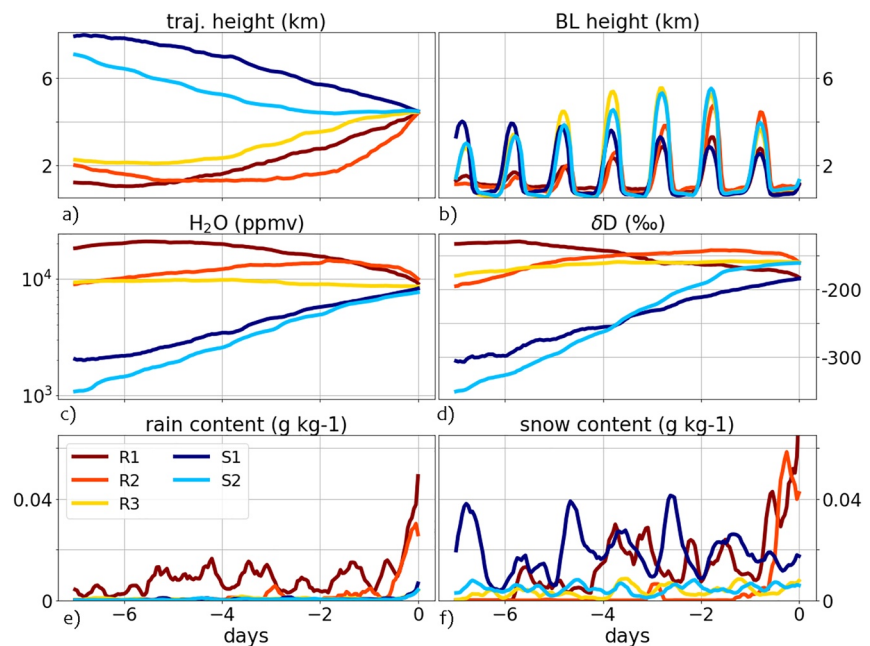 traj. height (km) BL height (km)
6 6
2 2
a) b)
H₂O (ppmv) δD (‰)
10⁴ -200
10³ -300
c) d)
rain content (g kg-1) snow content (g kg-1)
R1 S1
R2 S2
R3
0.04 0.04
0 0
e) f)
-6 -4 -2 0 -6 -4 -2 0
days days